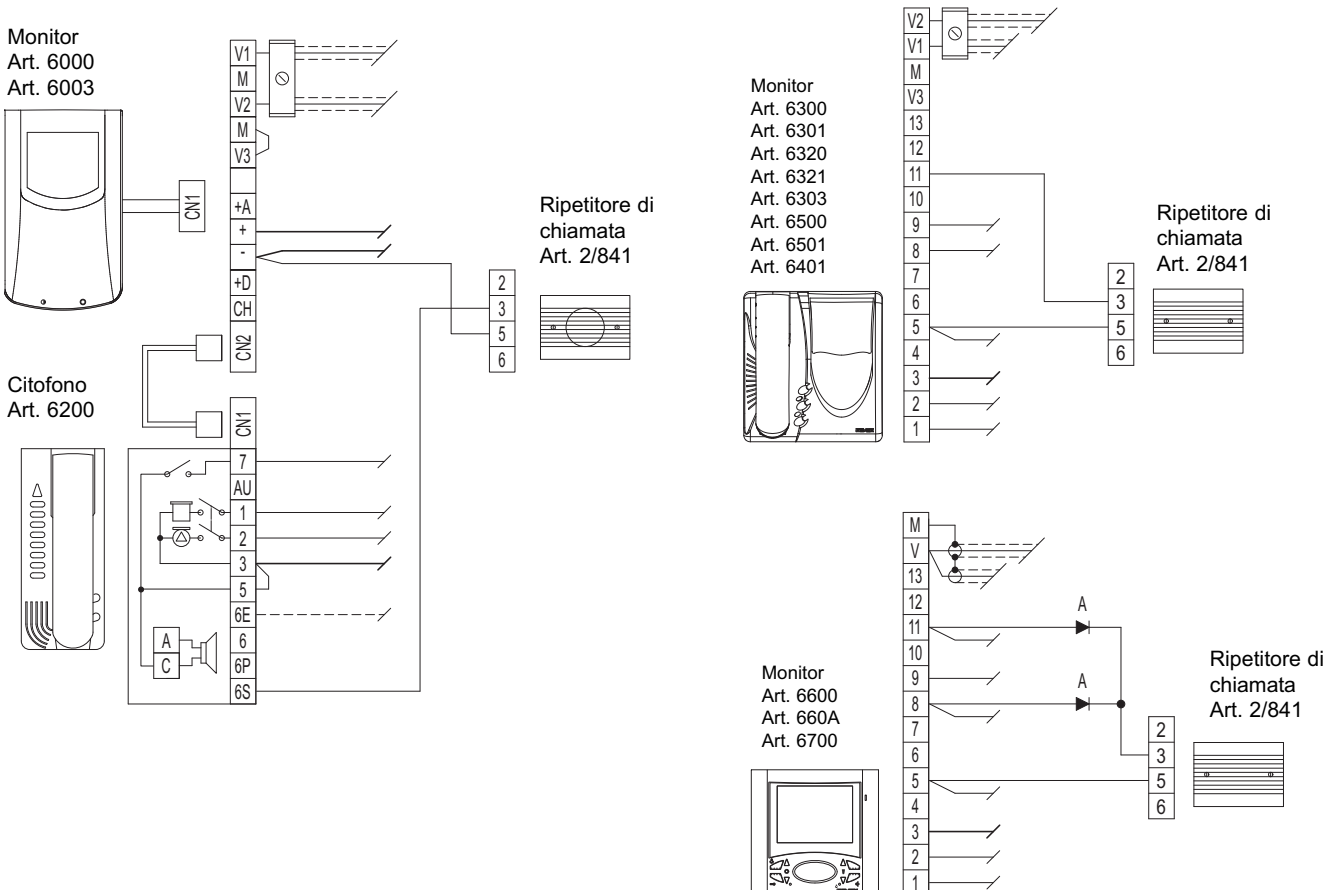 Monitor
Art. 6000
Art. 6003
CN1
V1
M
V2
M
V3
+A
+
-
+D
CH
CN2
Ripetitore di
chiamata
Art. 2/841
2
3
5
6
Citofono
Art. 6200
CN1
7
AU
1
2
3
5
6E
6
6P
6S
A
C
Monitor
Art. 6300
Art. 6301
Art. 6320
Art. 6321
Art. 6303
Art. 6500
Art. 6501
Art. 6401
V2
V1
M
V3
13
12
11
10
9
8
7
6
5
4
3
2
1
Ripetitore di
chiamata
Art. 2/841
2
3
5
6
Monitor
Art. 6600
Art. 660A
Art. 6700
M
V
13
12
11
10
9
8
7
6
5
4
3
2
1
A
A
Ripetitore di
chiamata
Art. 2/841
2
3
5
6